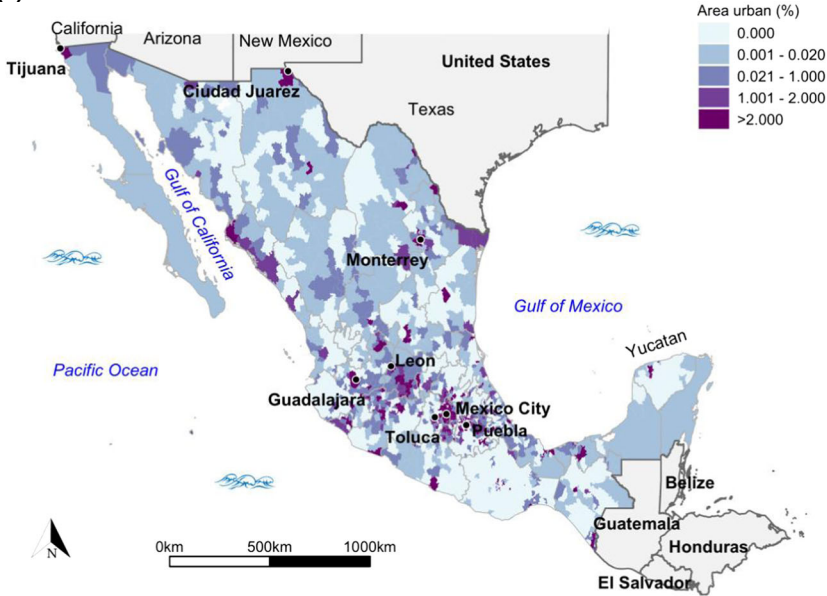 Area urban (%)
0.000
0.001 - 0.020
0.021 - 1.000
1.001 - 2.000
>2.000
California
Arizona
New Mexico
United States
Tijuana
Ciudad Juarez
Texas
Gulf of California
Monterrey
Gulf of Mexico
Yucatan
Pacific Ocean
Leon
Guadalajara
Mexico City
Puebla
Toluca
Belize
Guatemala
Honduras
El Salvador
N
0km
500km
1000km